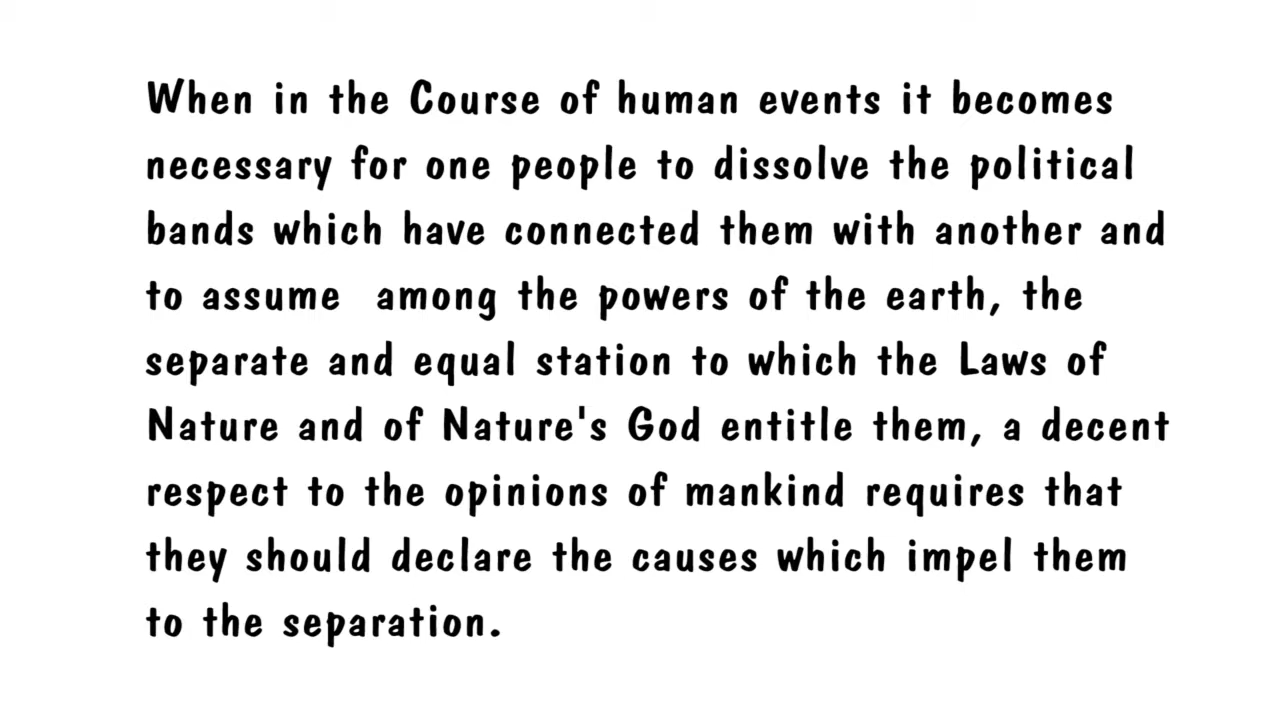 When in the Course of human events it becomes
necessary for one people to dissolve the political
bands which have connected them with another and
to assume  among the powers of the earth, the
separate and equal station to which the Laws of
Nature and of Nature's God entitle them, a decent
respect to the opinions of mankind requires that
they should declare the causes which impel them
to the separation.